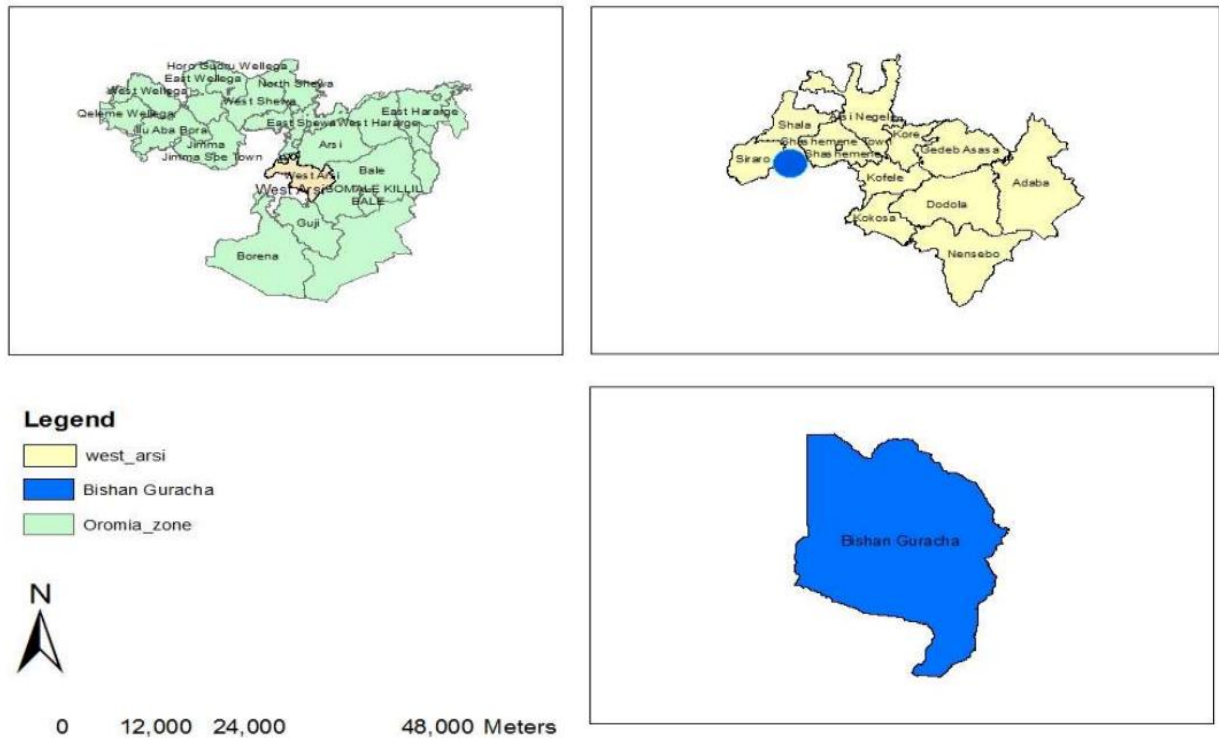 Horo Gudru Wellega
East Wellega
North Shewa
West Wellega
West Shewa
Qeleme Wellega
East Hararge
Ilu Aba Bora
East Shewa
West Hararge
Jimma
Arsi
Jimma Spe Town
West Arsi
Bale
West Arsi
SOMALE KILLIL
BALE
Guji
Borena
Shala
Arsi Negele
Kore
Shashemene Town
Gedeb Asasa
Siraro
Shashemene
Kofele
Adaba
Dodola
Kokosa
Nensebo
Legend
west_arsi
Bishan Guracha
Oromia_zone
Bishan Guracha
N
0 12,000 24,000 48,000 Meters